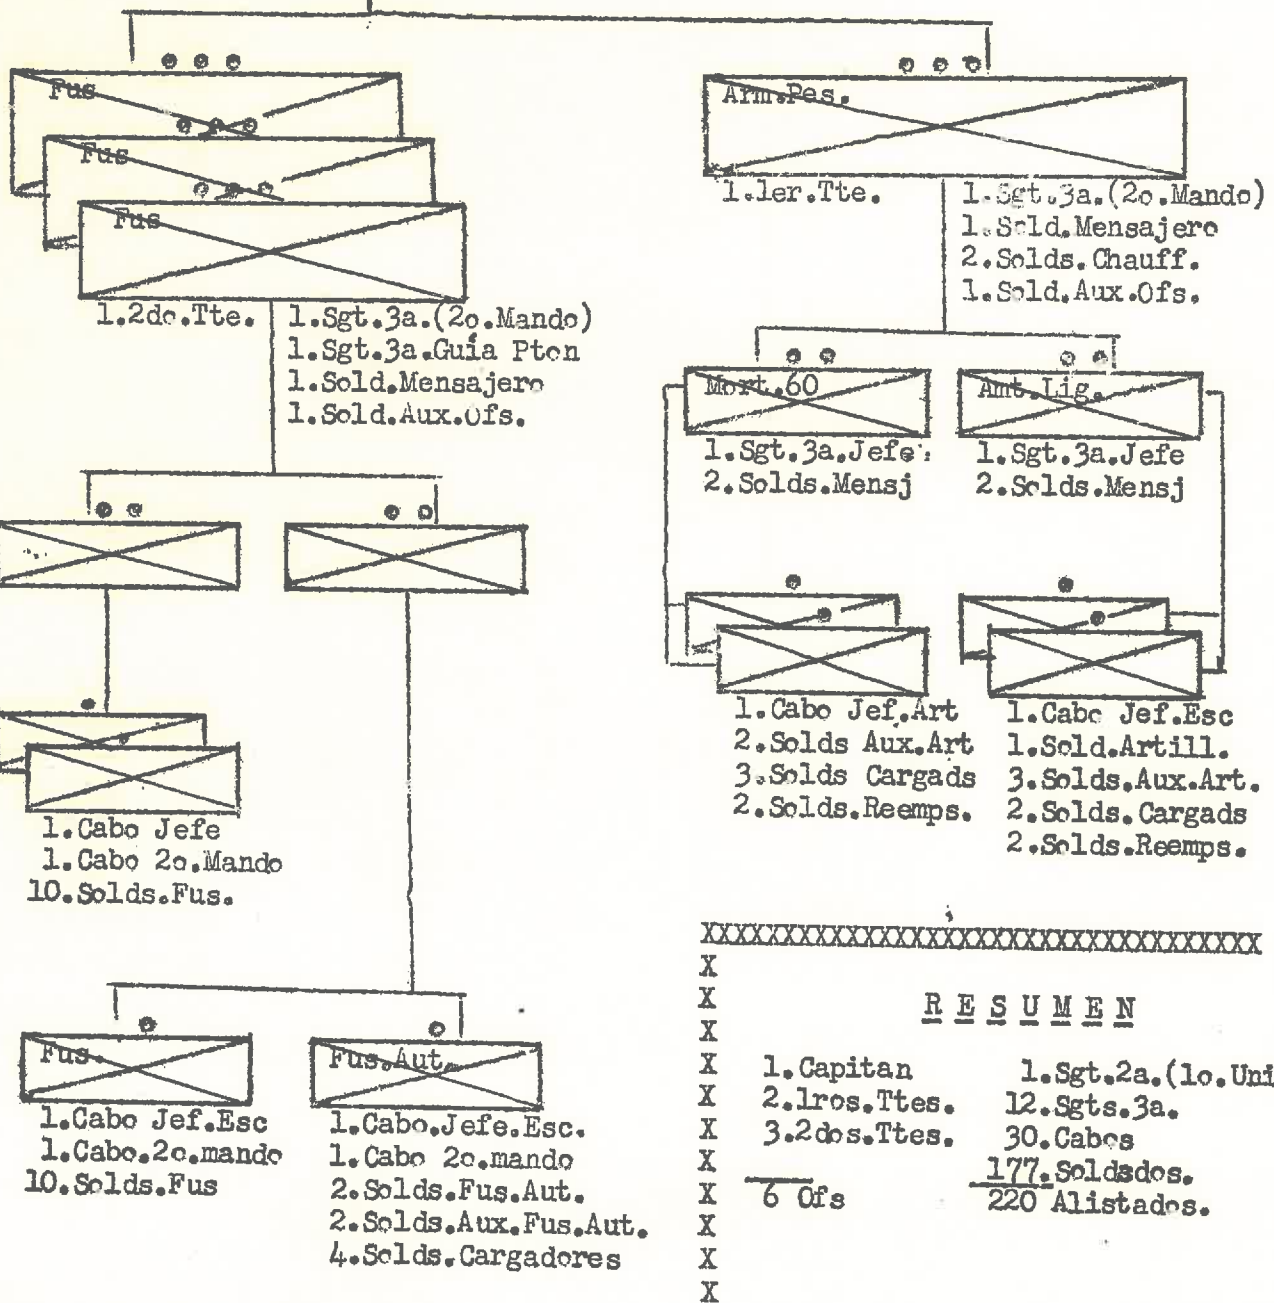 Fus
Fus
Fus
1.2do.Tte.
1.Sgt.3a.(2o.Mando)
1.Sgt.3a.Guía Pton
1.Sold.Mensajero
1.Sold.Aux.Ofs.
1.Cabo Jefe
1.Cabo 2o.Mando
10.Solds.Fus.
Fus.
1.Cabo Jef.Esc
1.Cabo.2o.mando
10.Solds.Fus
Fus.Aut.
1.Cabo.Jefe.Esc.
1.Cabo 2o.mando
2.Solds.Fus.Aut.
2.Solds.Aux.Fus.Aut.
4.Solds.Cargadores
Arm.Pes.
1.1er.Tte.
1.Sgt.3a.(2o.Mando)
1.Sold.Mensajero
2.Solds.Chauff.
1.Sold.Aux.Ofs.
Mort.60
1.Sgt.3a.Jefe
2.Solds.Mensj
Amt.Lig.
1.Sgt.3a.Jefe
2.Solds.Mensj
1.Cabo Jef.Art
2.Solds Aux.Art
3.Solds Cargads
2.Solds.Reemps.
1.Cabo Jef.Esc
1.Sold.Artill.
3.Solds.Aux.Art.
2.Solds.Cargads
2.Solds.Reemps.
XXXXXXXXXXXXXXXXXXXXXXXXXXXXXXXXXXX
X
X
X
X
X
X
X
X
X
X
X
R E S U M E N
1.Capitan
2.1ros.Ttes.
3.2dos.Ttes.
6 Ofs
1.Sgt.2a.(1o.Uni
12.Sgts.3a.
30.Cabos
177.Soldsdos.
220 Alistados.